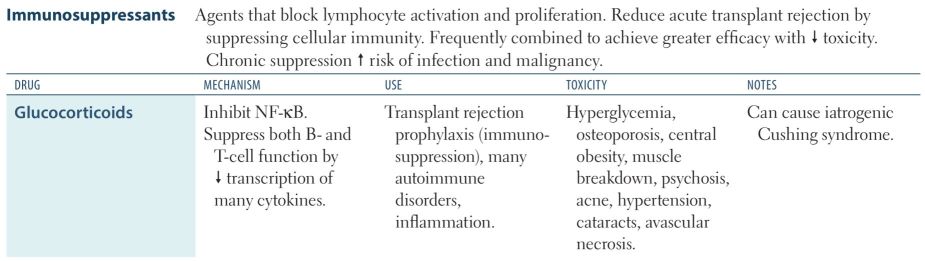 Immunosuppressants Agents that block lymphocyte activation and proliferation. Reduce acute transplant rejection by
suppressing cellular immunity. Frequently combined to achieve greater efficacy with ↓ toxicity.
Chronic suppression ↑ risk of infection and malignancy.
DRUG MECHANISM USE TOXICITY NOTES
Glucocorticoids
Inhibit NF-κB.
Suppress both B- and
T-cell function by
↓ transcription of
many cytokines.
Transplant rejection
prophylaxis (immuno-
suppression), many
autoimmune
disorders,
inflammation.
Hyperglycemia,
osteoporosis, central
obesity, muscle
breakdown, psychosis,
acne, hypertension,
cataracts, avascular
necrosis.
Can cause iatrogenic
Cushing syndrome.